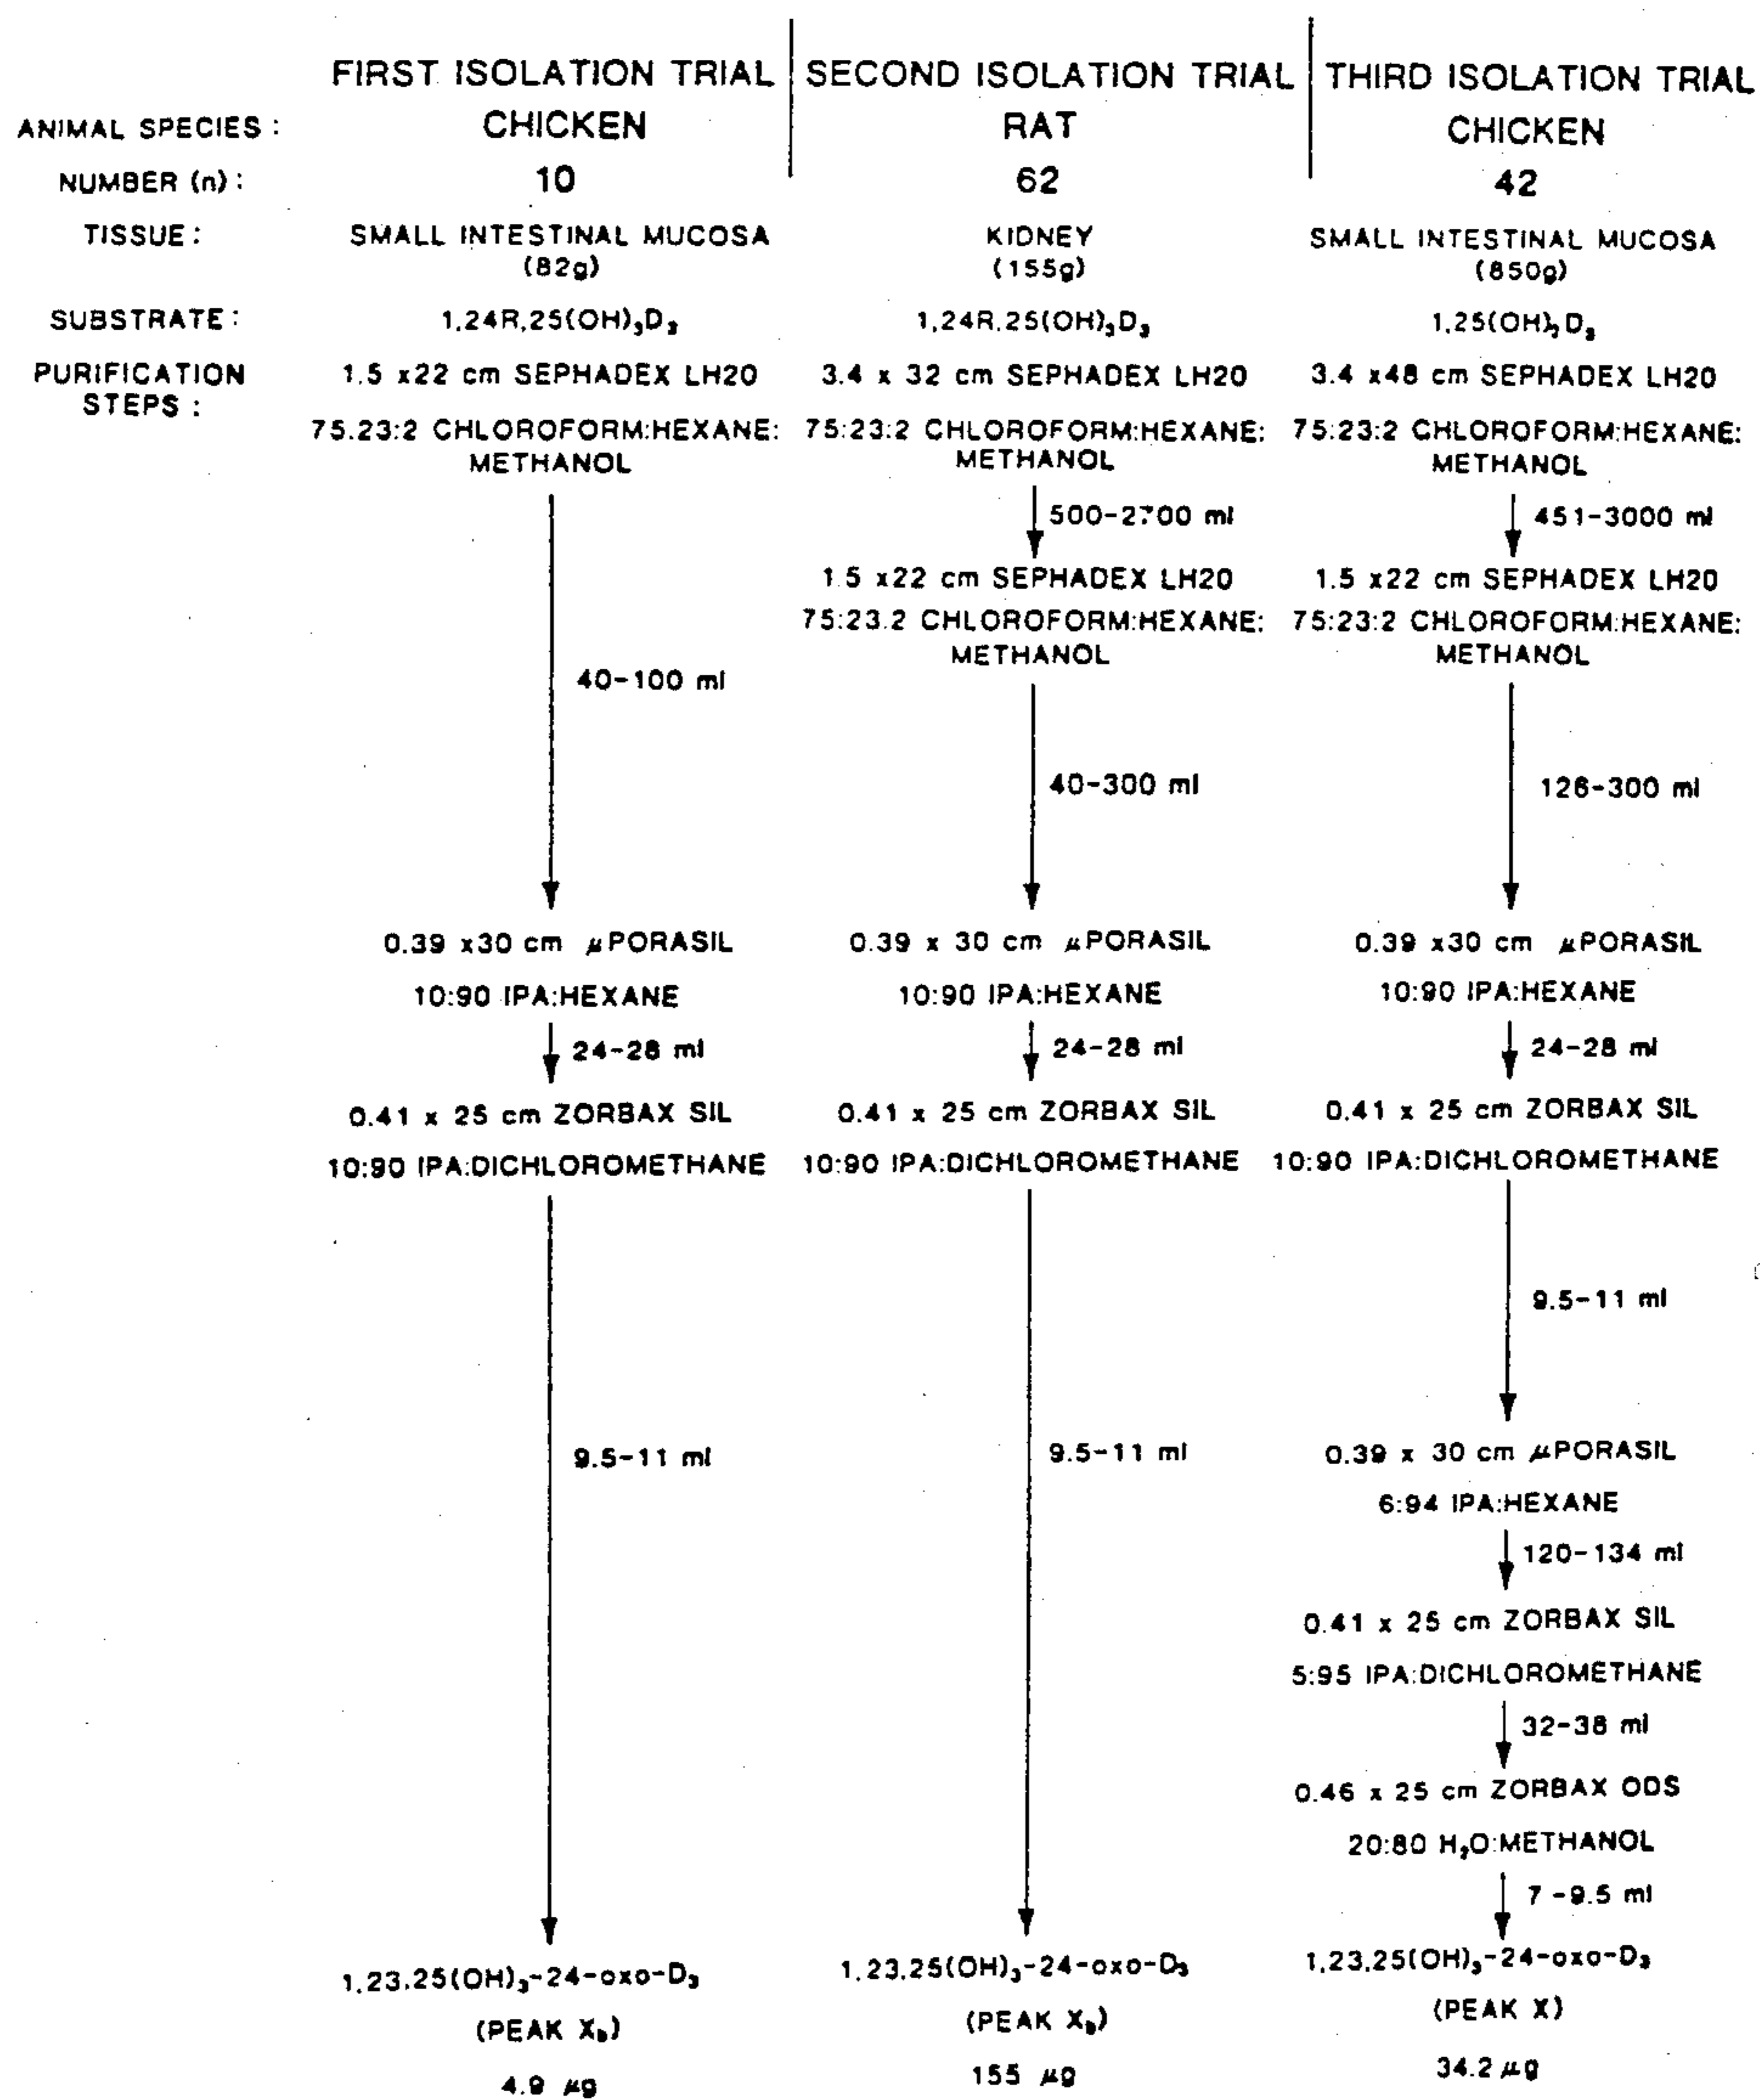 FIRST ISOLATION TRIAL
SECOND ISOLATION TRIAL
THIRD ISOLATION TRIAL
ANIMAL SPECIES :
CHICKEN
RAT
CHICKEN
NUMBER (n) :
10
62
42
TISSUE :
SMALL INTESTINAL MUCOSA
(82g)
KIDNEY
(155g)
SMALL INTESTINAL MUCOSA
(850g)
SUBSTRATE :
1,24R,25(OH)₃D₃
1,24R,25(OH)₃D₃
1,25(OH)₂D₃
PURIFICATION
STEPS :
1.5 x22 cm SEPHADEX LH20
3.4 x 32 cm SEPHADEX LH20
3.4 x48 cm SEPHADEX LH20
75.23:2 CHLOROFORM:HEXANE:
METHANOL
75:23:2 CHLOROFORM:HEXANE:
METHANOL
75:23:2 CHLOROFORM:HEXANE:
METHANOL
500-2700 ml
451-3000 ml
1.5 x22 cm SEPHADEX LH20
1.5 x22 cm SEPHADEX LH20
75:23.2 CHLOROFORM:HEXANE:
METHANOL
75:23:2 CHLOROFORM:HEXANE:
METHANOL
40-100 ml
40-300 ml
126-300 ml
0.39 x30 cm µPORASIL
0.39 x 30 cm µPORASIL
0.39 x30 cm µPORASIL
10:90 IPA:HEXANE
10:90 IPA:HEXANE
10:90 IPA:HEXANE
24-28 ml
24-28 ml
24-28 ml
0.41 x 25 cm ZORBAX SIL
0.41 x 25 cm ZORBAX SIL
0.41 x 25 cm ZORBAX SIL
10:90 IPA:DICHLOROMETHANE
10:90 IPA:DICHLOROMETHANE
10:90 IPA:DICHLOROMETHANE
9.5-11 ml
9.5-11 ml
9.5-11 ml
0.39 x 30 cm µPORASIL
6:94 IPA:HEXANE
120-134 ml
0.41 x 25 cm ZORBAX SIL
5:95 IPA:DICHLOROMETHANE
32-38 ml
0.46 x 25 cm ZORBAX ODS
20:80 H₂O:METHANOL
7 -9.5 ml
1,23,25(OH)₃-24-oxo-D₃
1,23,25(OH)₃-24-oxo-D₃
1,23,25(OH)₃-24-oxo-D₃
(PEAK X_b)
(PEAK X_b)
(PEAK X)
4.9 µg
155 µg
34.2 µg